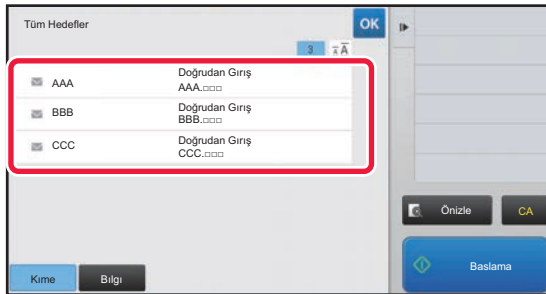 Tüm Hedefler
OK
3 AA
AAA
Doğrudan Giriş
AAA.□□□
BBB
Doğrudan Giriş
BBB.□□□
CCC
Doğrudan Giriş
CCC.□□□
Önizle
CA
Kıme
Bılgı
Baslama